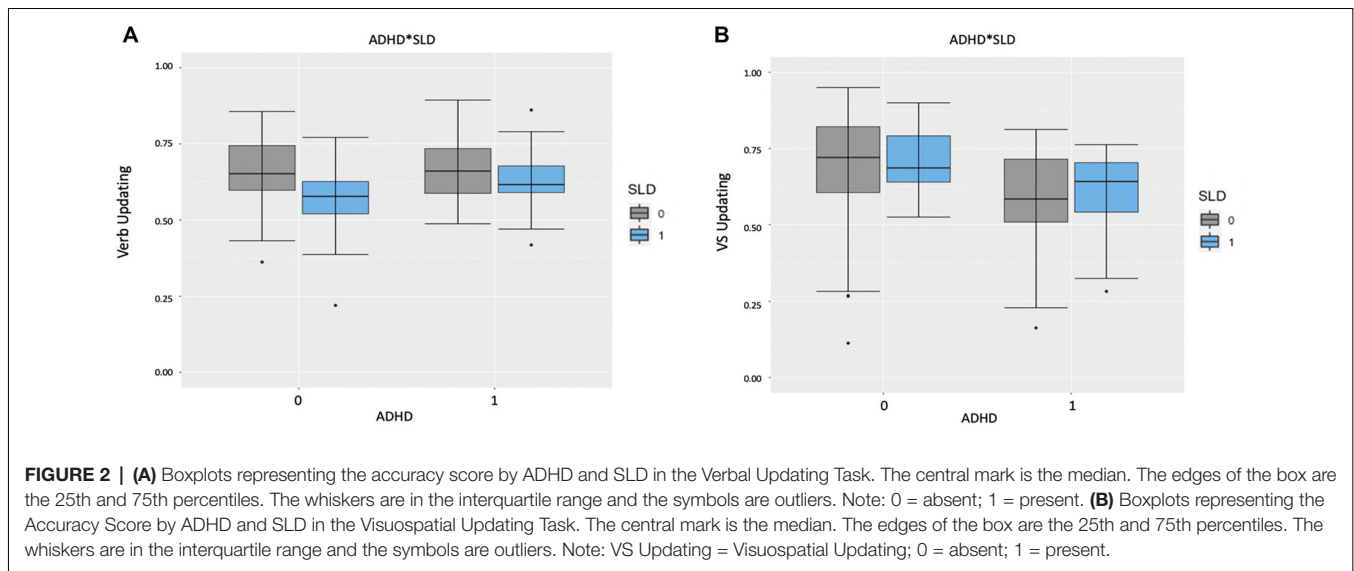 A
ADHD*SLD
1.00
0.75
0.50
0.25
0.00
Verb Updating
0
1
ADHD
SLD
0
1
B
ADHD*SLD
1.00
0.75
0.50
0.25
0.00
VS Updating
0
1
ADHD
SLD
0
1
FIGURE 2 | (A) Boxplots representing the accuracy score by ADHD and SLD in the Verbal Updating Task. The central mark is the median. The edges of the box are
the 25th and 75th percentiles. The whiskers are in the interquartile range and the symbols are outliers. Note: 0 = absent; 1 = present. (B) Boxplots representing the
Accuracy Score by ADHD and SLD in the Visuospatial Updating Task. The central mark is the median. The edges of the box are the 25th and 75th percentiles. The
whiskers are in the interquartile range and the symbols are outliers. Note: VS Updating = Visuospatial Updating; 0 = absent; 1 = present.